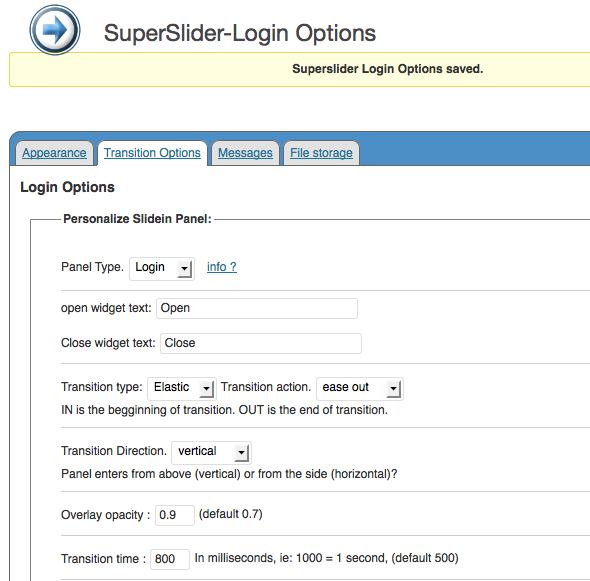 SuperSlider-Login Options
Superslider Login Options saved.
Appearance Transition Options Messages File storage
Login Options
Personalize Slidein Panel:
Panel Type. Login info ?
open widget text: Open
Close widget text: Close
Transition type: Elastic Transition action. ease out
IN is the begginning of transition. OUT is the end of transition.
Transition Direction. vertical
Panel enters from above (vertical) or from the side (horizontal)?
Overlay opacity : 0.9 (default 0.7)
Transition time : 800 In milliseconds, ie: 1000 = 1 second, (default 500)